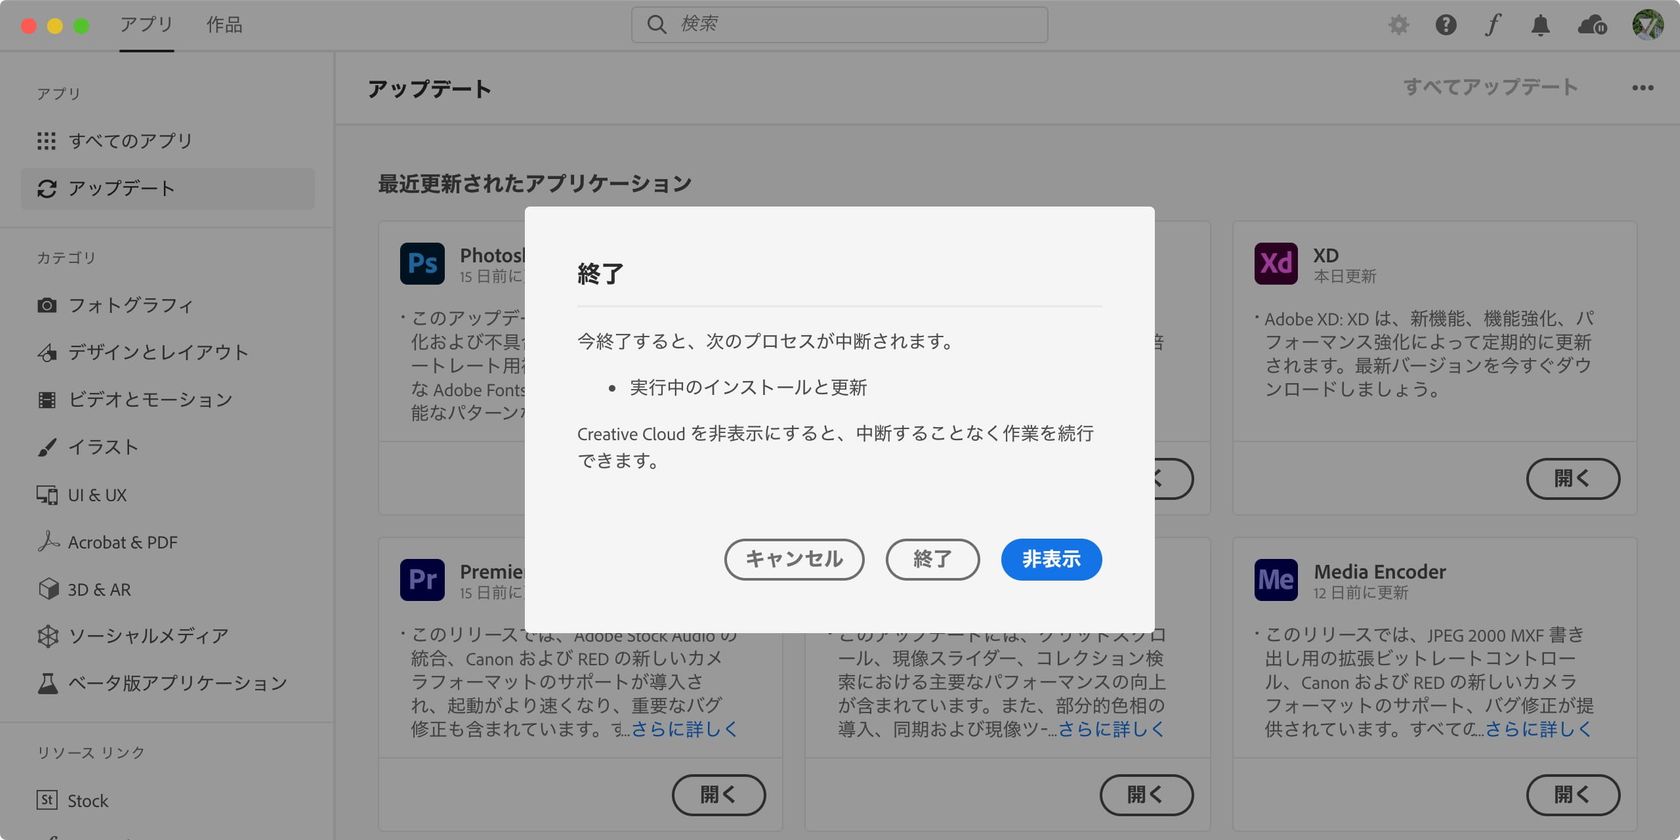 アプリ
作品
検索
アプリ
すべてのアプリ
アップデート
カテゴリ
フォトグラフィ
デザインとレイアウト
ビデオとモーション
イラスト
UI & UX
Acrobat & PDF
3D & AR
ソーシャルメディア
ベータ版アプリケーション
リソース リンク
St Stock
アップデート
すべてアップデート
最近更新されたアプリケーション
Ps
15 日前に
・このアップデー
化および不具
ートレート用
な Adobe Fonts
能なパターン
Xd XD
本日更新
・Adobe XD: XD は、新機能、機能強化、パ
フォーマンス強化によって定期的に更新
されます。最新バージョンを今すぐダウ
ンロードしましょう。
開く
終了
今終了すると、次のプロセスが中断されます。
• 実行中のインストールと更新
Creative Cloud を非表示にすると、中断することなく作業を続行
できます。
キャンセル
終了
非表示
Pr
15 日前に
・このリリースでは、Adobe Stock Audio の
統合、Canon および RED の新しいカメ
ラフォーマットのサポートが導入さ
れ、起動がより速くなり、重要なバグ
修正も含まれています。す...さらに詳しく
開く
・このアップデートには、グリッドスクロ
ール、現像スライダー、コレクション検
索における主要なパフォーマンスの向上
が含まれています。また、部分的色相の
導入、同期および現像ツー...さらに詳しく
開く
Me Media Encoder
12 日前に更新
・このリリースでは、JPEG 2000 MXF 書き
出し用の拡張ビットレートコントロー
ル、Canon および RED の新しいカメラ
フォーマットのサポート、バグ修正が提
供されています。すべての...さらに詳しく
開く